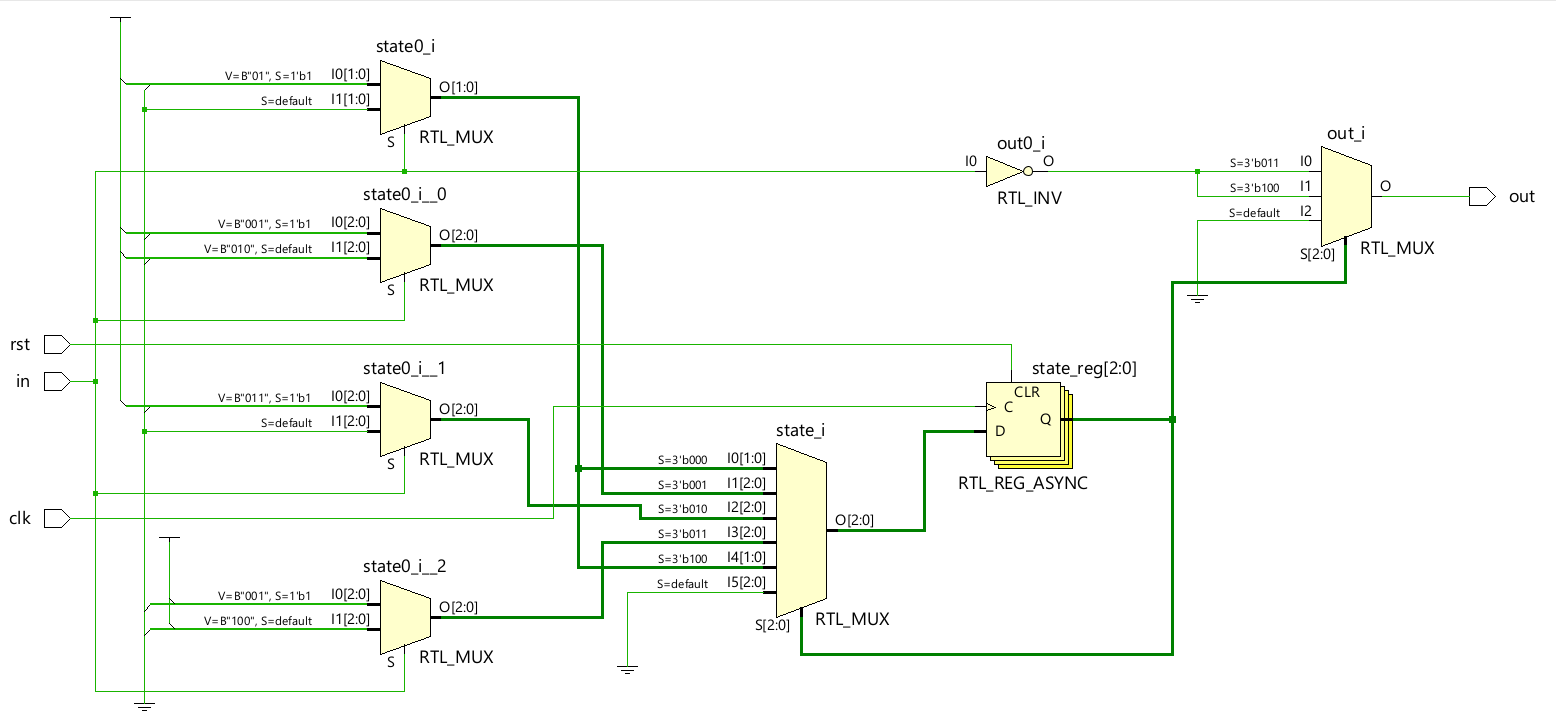 state0_i
V=B"01", S=1'b1 I0[1:0]
S=default I1[1:0]
O[1:0]
S
RTL_MUX
out0_i
I0
O
RTL_INV
out_i
S=3'b011 I0
S=3'b100 I1
S=default I2
O
out
S[2:0]
RTL_MUX
state0_i__0
V=B"001", S=1'b1 I0[2:0]
V=B"010", S=default I1[2:0]
O[2:0]
S
RTL_MUX
rst
in
clk
state0_i__1
V=B"011", S=1'b1 I0[2:0]
S=default I1[2:0]
O[2:0]
S
RTL_MUX
state_reg[2:0]
CLR
C
Q
D
RTL_REG_ASYNC
state_i
S=3'b000 I0[1:0]
S=3'b001 I1[2:0]
S=3'b010 I2[2:0]
S=3'b011 I3[2:0]
S=3'b100 I4[1:0]
S=default I5[2:0]
O[2:0]
S[2:0]
RTL_MUX
state0_i__2
V=B"001", S=1'b1 I0[2:0]
V=B"100", S=default I1[2:0]
O[2:0]
S
RTL_MUX